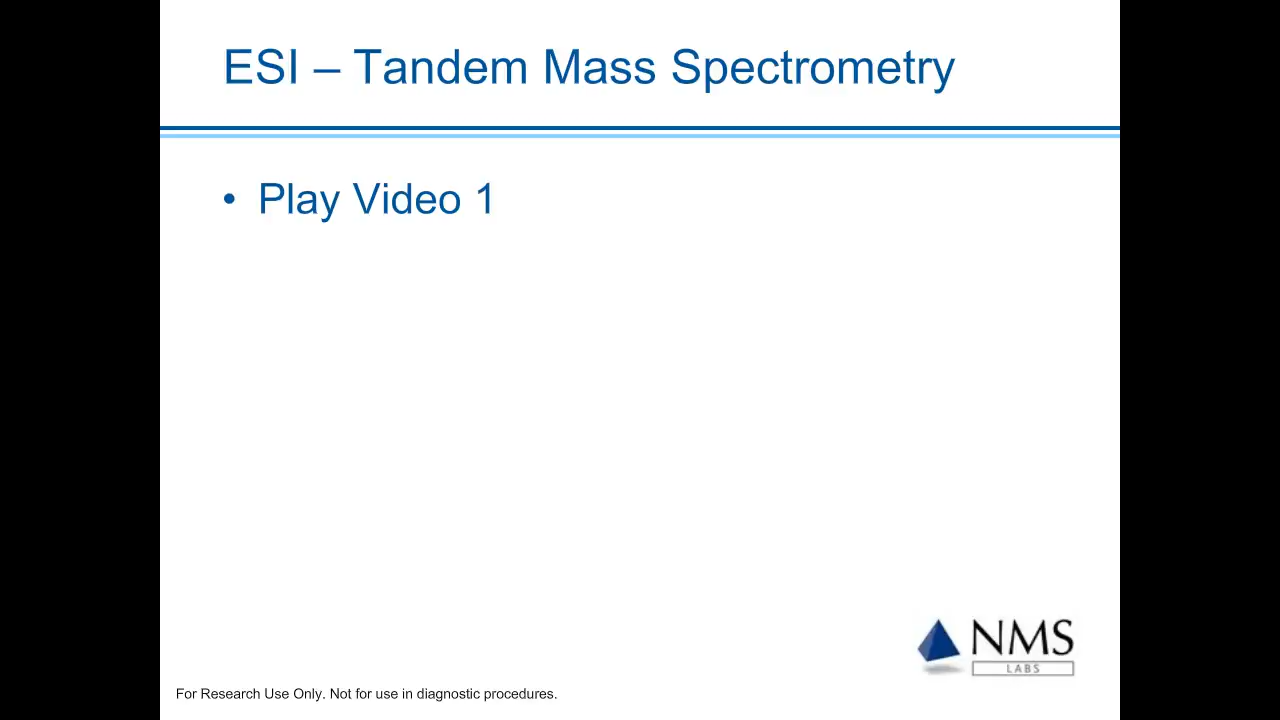 ESI – Tandem Mass Spectrometry
• Play Video 1
NMS
LABS
For Research Use Only. Not for use in diagnostic procedures.